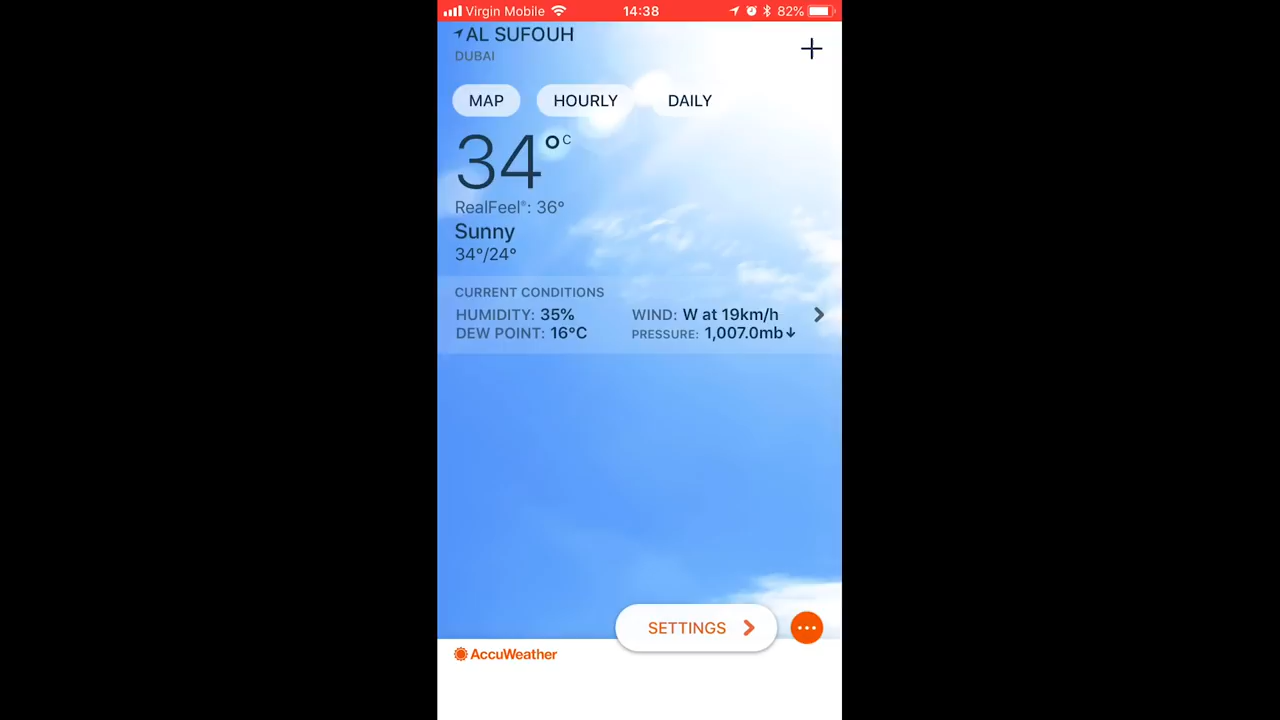 Virgin Mobile 14:38 82%
AL SUFOUH
DUBAI
MAP HOURLY DAILY
34°C
RealFeel®: 36°
Sunny
34°/24°
CURRENT CONDITIONS
HUMIDITY: 35% WIND: W at 19km/h
DEW POINT: 16°C PRESSURE: 1,007.0mb↓
SETTINGS
AccuWeather